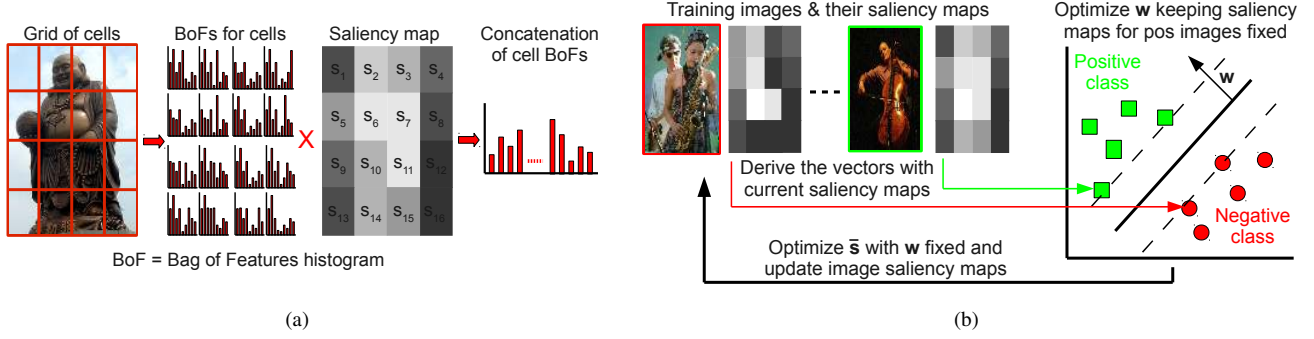 Grid of cells
BoFs for cells
Saliency map
Concatenation
of cell BoFs
S1 S2 S3 S4
S5 S6 S7 S8
X
S9 S10 S11 S12
S13 S14 S15 S16
BoF = Bag of Features histogram
(a)
Training images & their saliency maps
Optimize w keeping saliency
maps for pos images fixed
Positive
class
w
Derive the vectors with
current saliency maps
Negative
class
Optimize s̄ with w fixed and
update image saliency maps
(b)